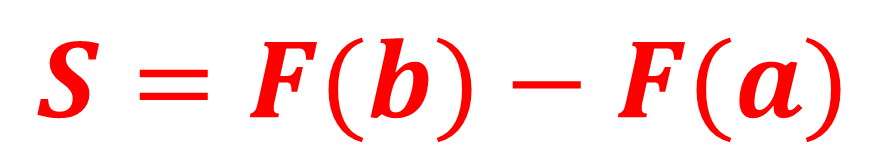 S = F(b) − F(a)